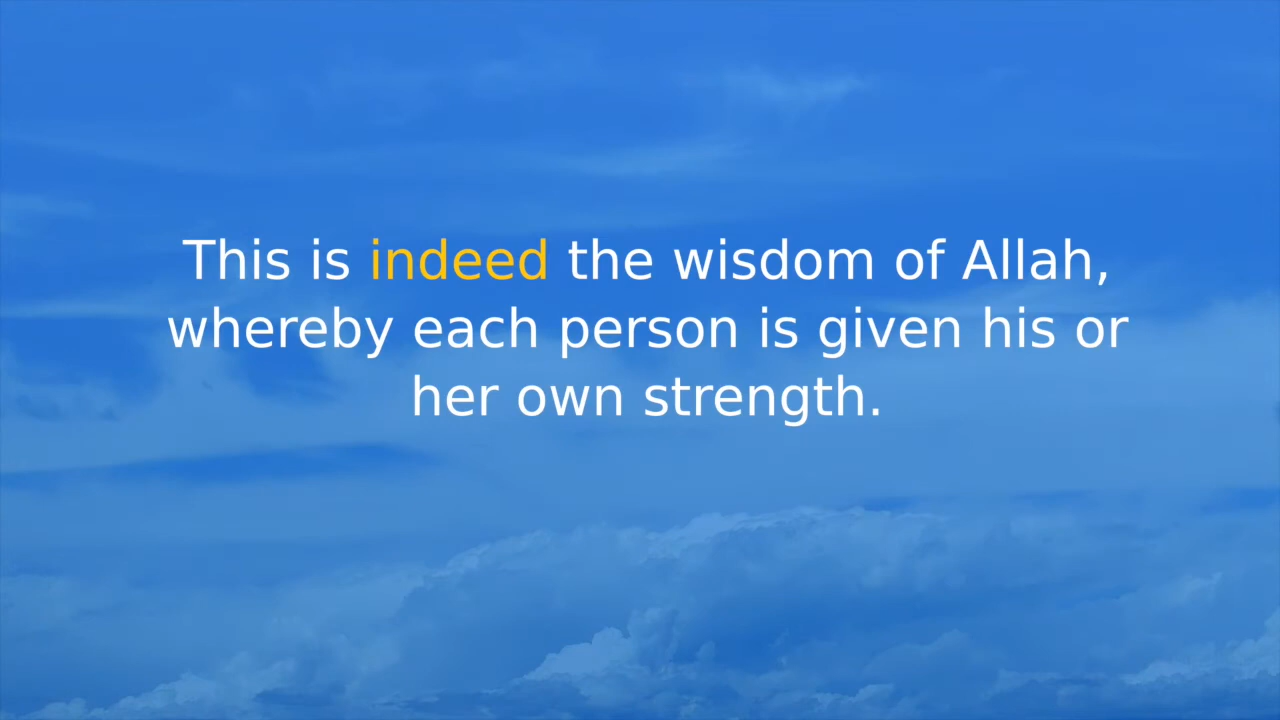 This is indeed the wisdom of Allah,
whereby each person is given his or
her own strength.